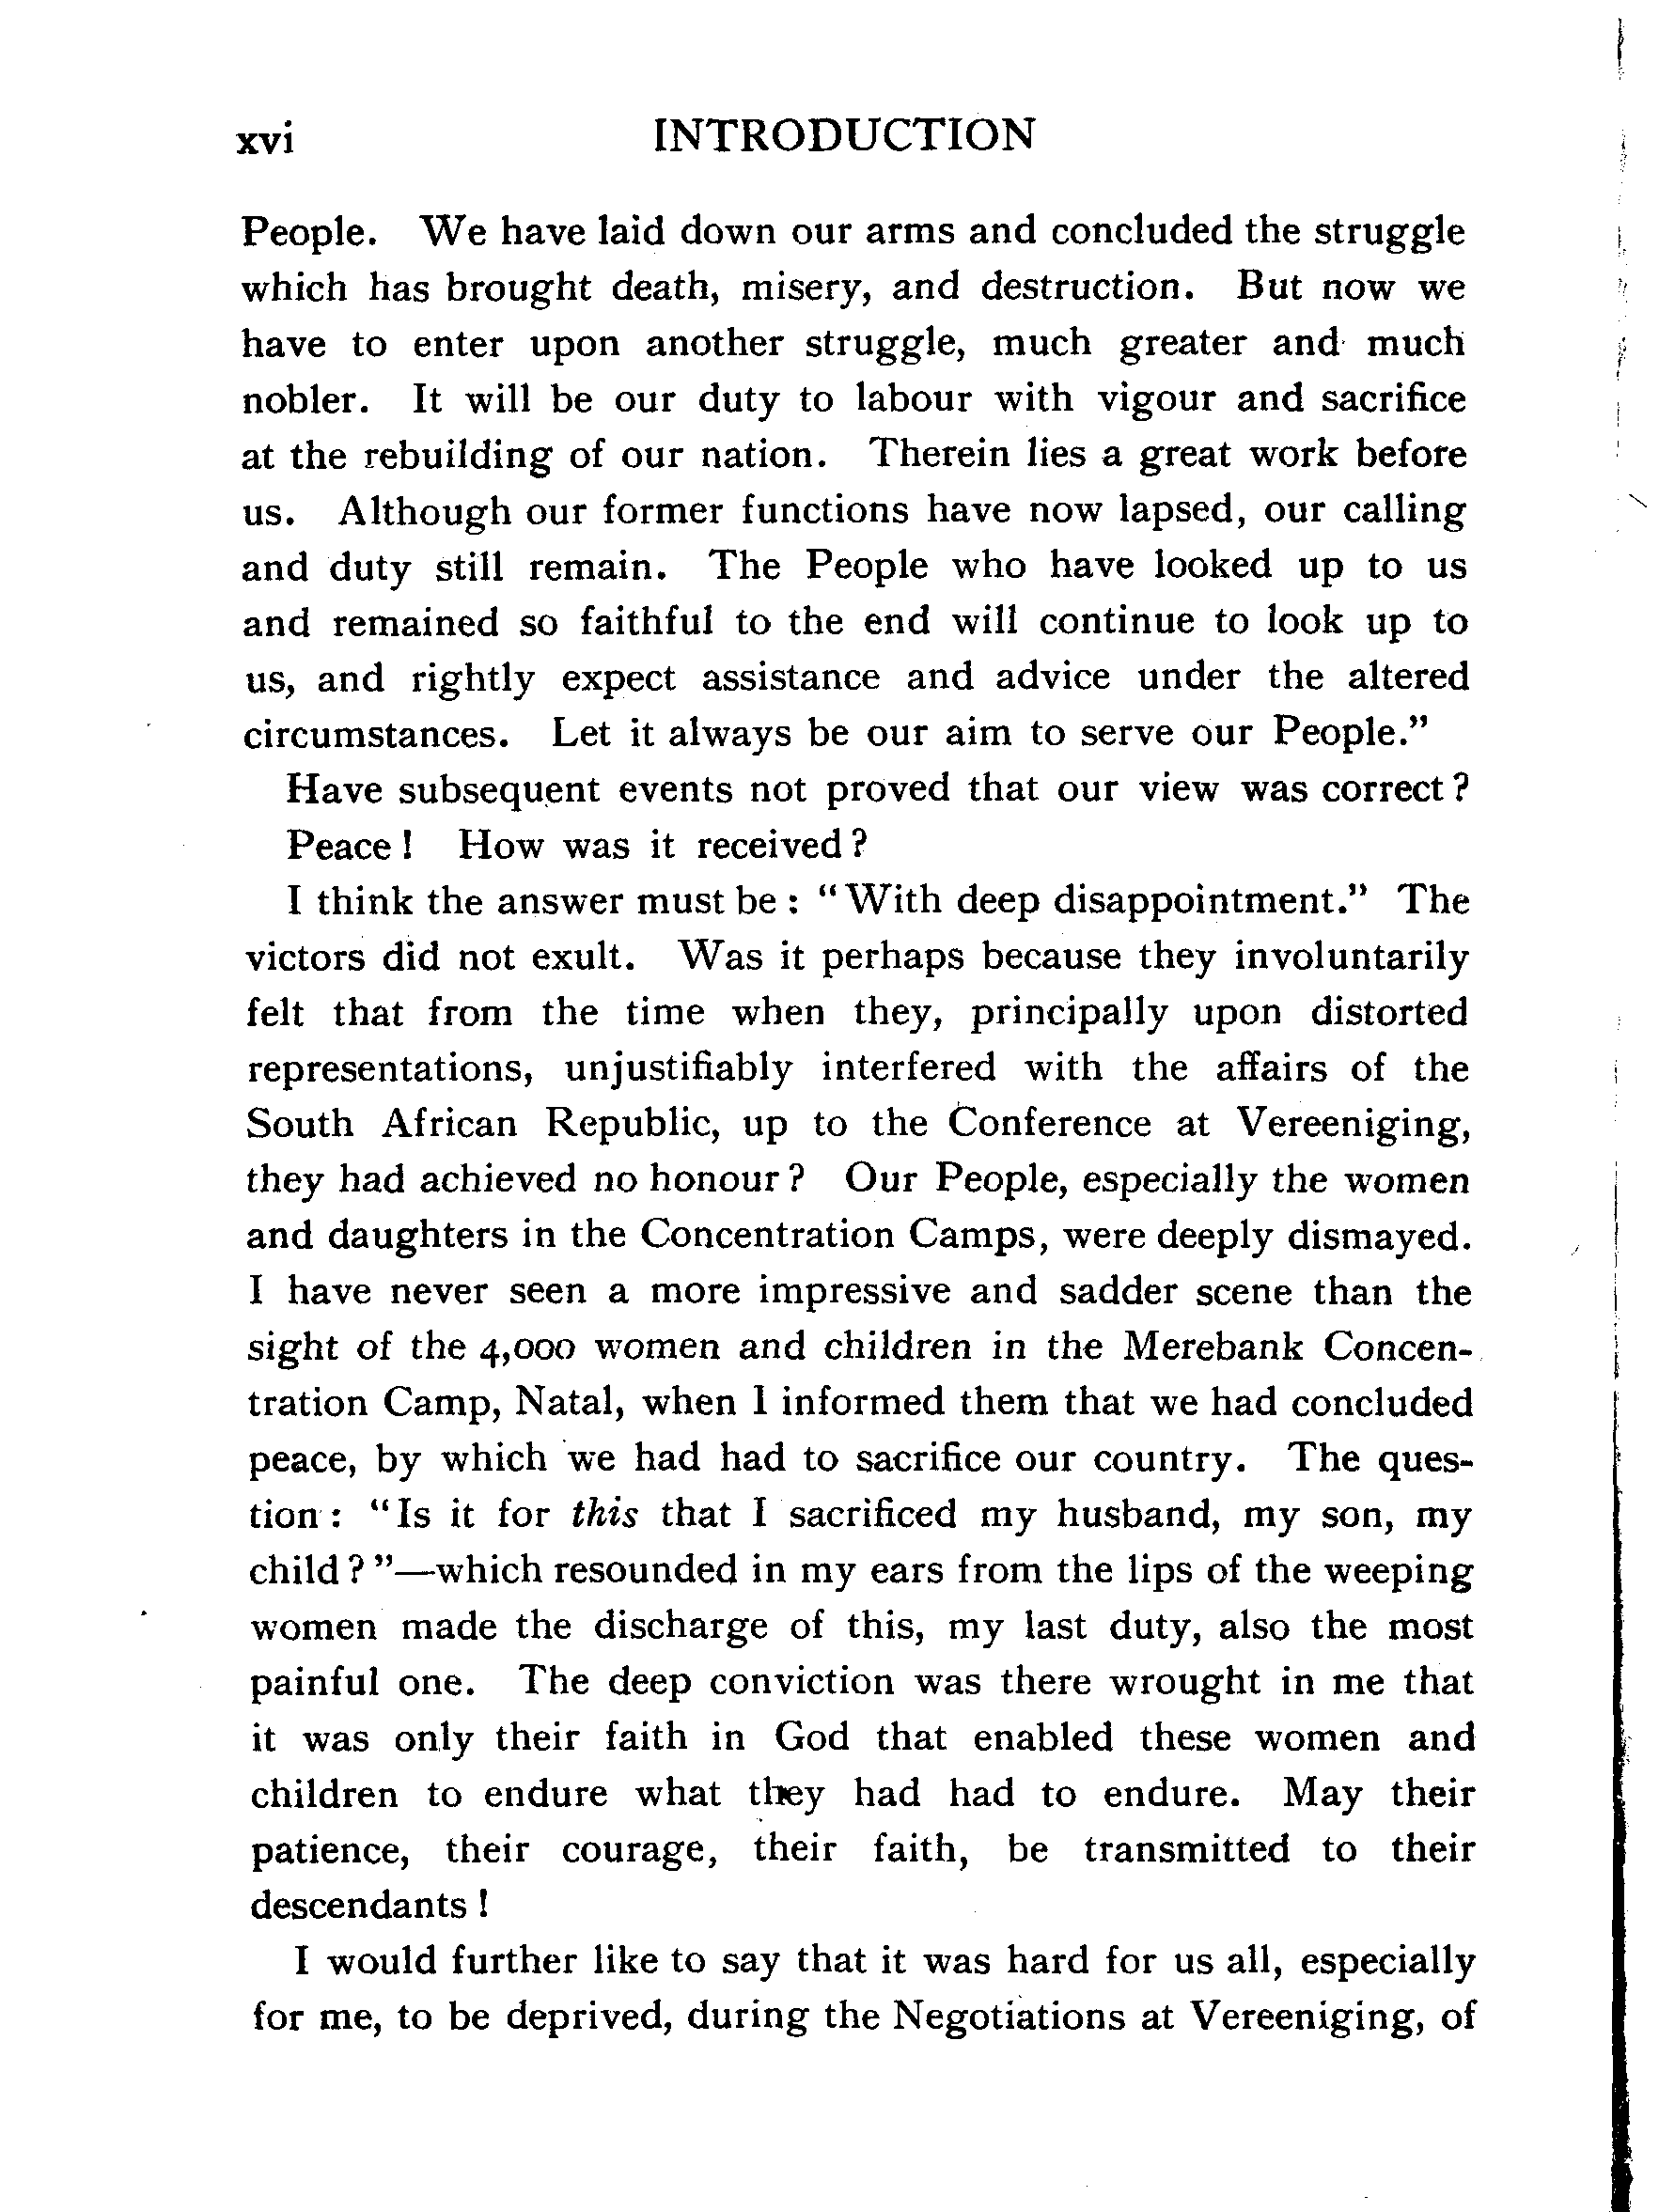 xvi INTRODUCTION
People. We have laid down our arms and concluded the struggle
which has brought death, misery, and destruction. But now we
have to enter upon another struggle, much greater and much
nobler. It will be our duty to labour with vigour and sacrifice
at the rebuilding of our nation. Therein lies a great work before
us. Although our former functions have now lapsed, our calling
and duty still remain. The People who have looked up to us
and remained so faithful to the end will continue to look up to
us, and rightly expect assistance and advice under the altered
circumstances. Let it always be our aim to serve our People."
Have subsequent events not proved that our view was correct?
Peace! How was it received?
I think the answer must be: "With deep disappointment." The
victors did not exult. Was it perhaps because they involuntarily
felt that from the time when they, principally upon distorted
representations, unjustifiably interfered with the affairs of the
South African Republic, up to the Conference at Vereeniging,
they had achieved no honour? Our People, especially the women
and daughters in the Concentration Camps, were deeply dismayed.
I have never seen a more impressive and sadder scene than the
sight of the 4,000 women and children in the Merebank Concen-
tration Camp, Natal, when I informed them that we had concluded
peace, by which we had had to sacrifice our country. The ques-
tion: "Is it for this that I sacrificed my husband, my son, my
child?"—which resounded in my ears from the lips of the weeping
women made the discharge of this, my last duty, also the most
painful one. The deep conviction was there wrought in me that
it was only their faith in God that enabled these women and
children to endure what they had had to endure. May their
patience, their courage, their faith, be transmitted to their
descendants!
I would further like to say that it was hard for us all, especially
for me, to be deprived, during the Negotiations at Vereeniging, of